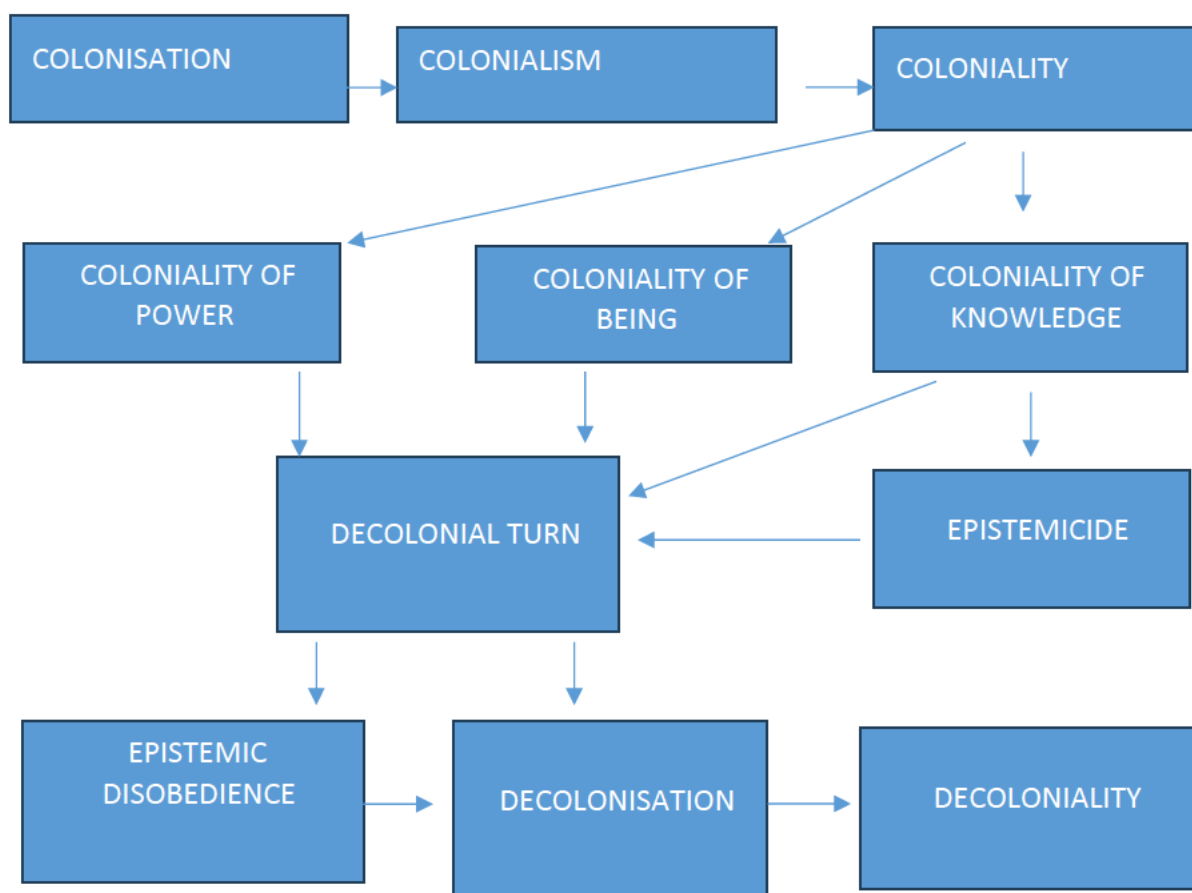 COLONISATION
COLONIALISM
COLONIALITY
COLONIALITY OF
POWER
COLONIALITY OF
BEING
COLONIALITY OF
KNOWLEDGE
DECOLONIAL TURN
EPISTEMICIDE
EPISTEMIC
DISOBEDIENCE
DECOLONISATION
DECOLONIALITY